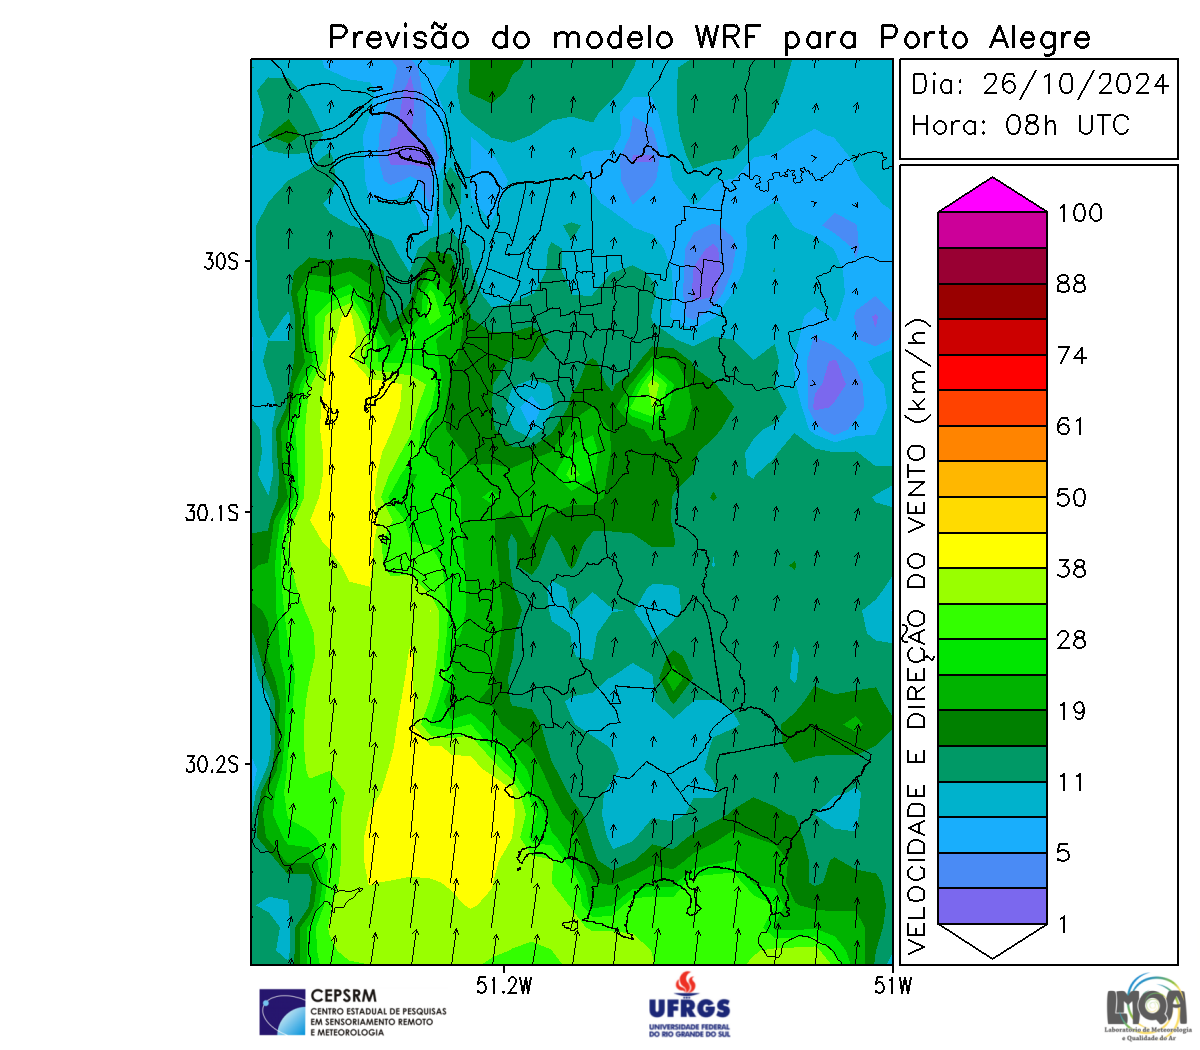 Previsão do modelo WRF para Porto Alegre
Dia: 26/10/2024
Hora: 08h UTC
100
88
74
61
50
38
28
19
11
5
1
VELOCIDADE E DIREÇÃO DO VENTO (km/h)
30S
30.1S
30.2S
51.2W
51W
CEPSRM
CENTRO ESTADUAL DE PESQUISAS
EM SENSORIAMENTO REMOTO
E METEOROLOGIA
UFRGS
UNIVERSIDADE FEDERAL
DO RIO GRANDE DO SUL
LMQA
Laboratório de Meteorologia
e Qualidade do Ar